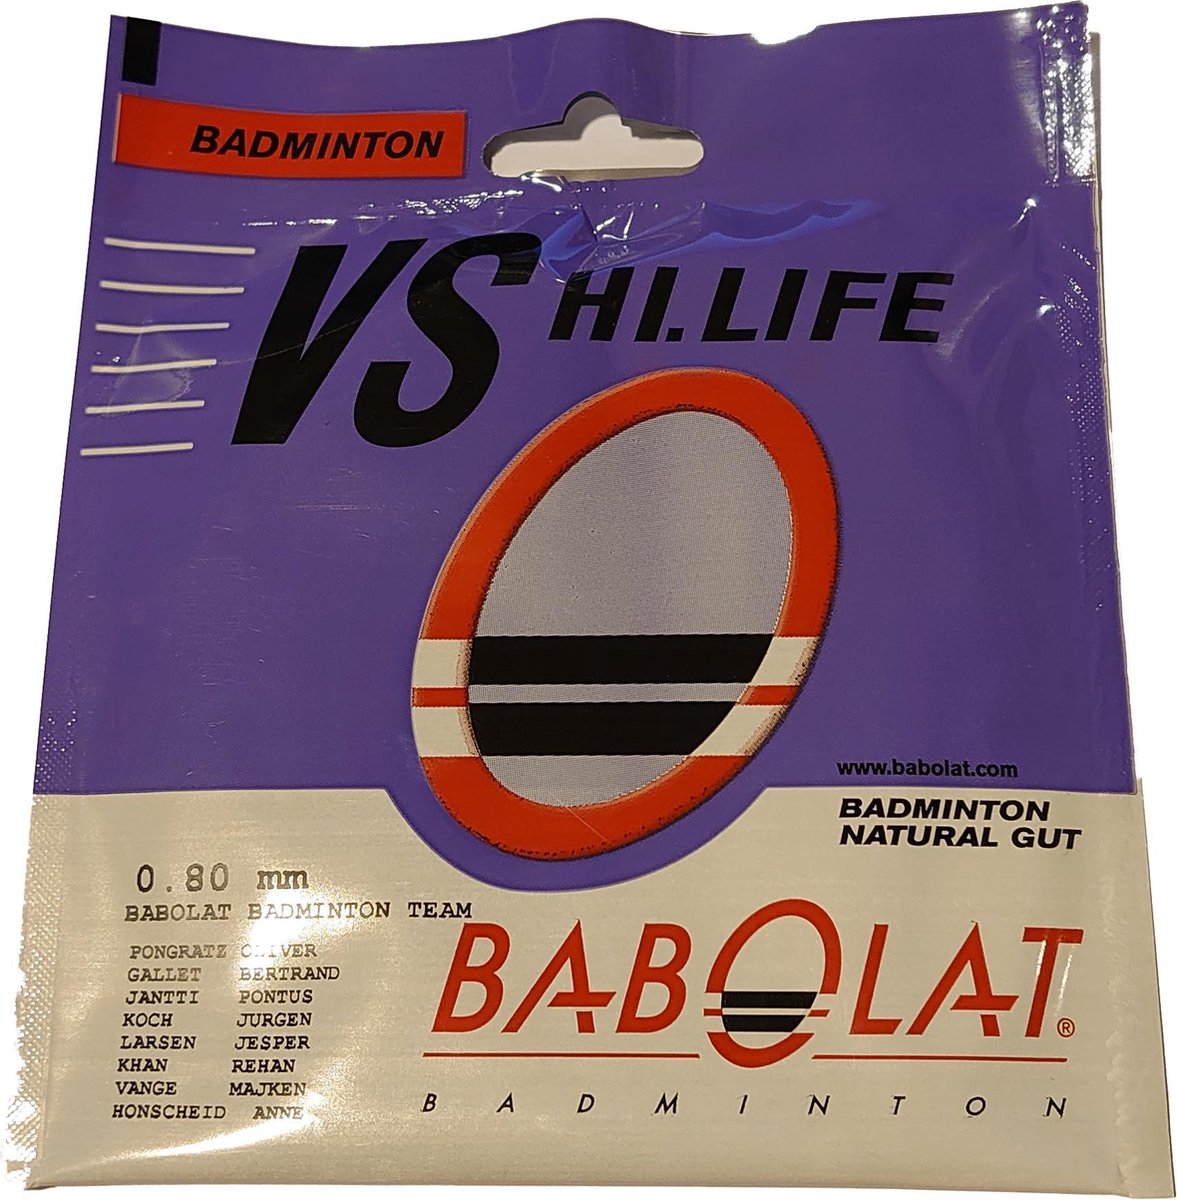 BADMINTON
VS HI.LIFE
www.babolat.com
BADMINTON
NATURAL GUT
0.80 mm
BABOLAT BADMINTON TEAM
PONGRATZ OLIVER
GALLET BERTRAND
JANTTI PONTUS
KOCH JURGEN
LARSEN JESPER
KHAN REHAN
VANGE MAJKEN
HONSCHEID ANNE
BABOLAT®
BADMINTON